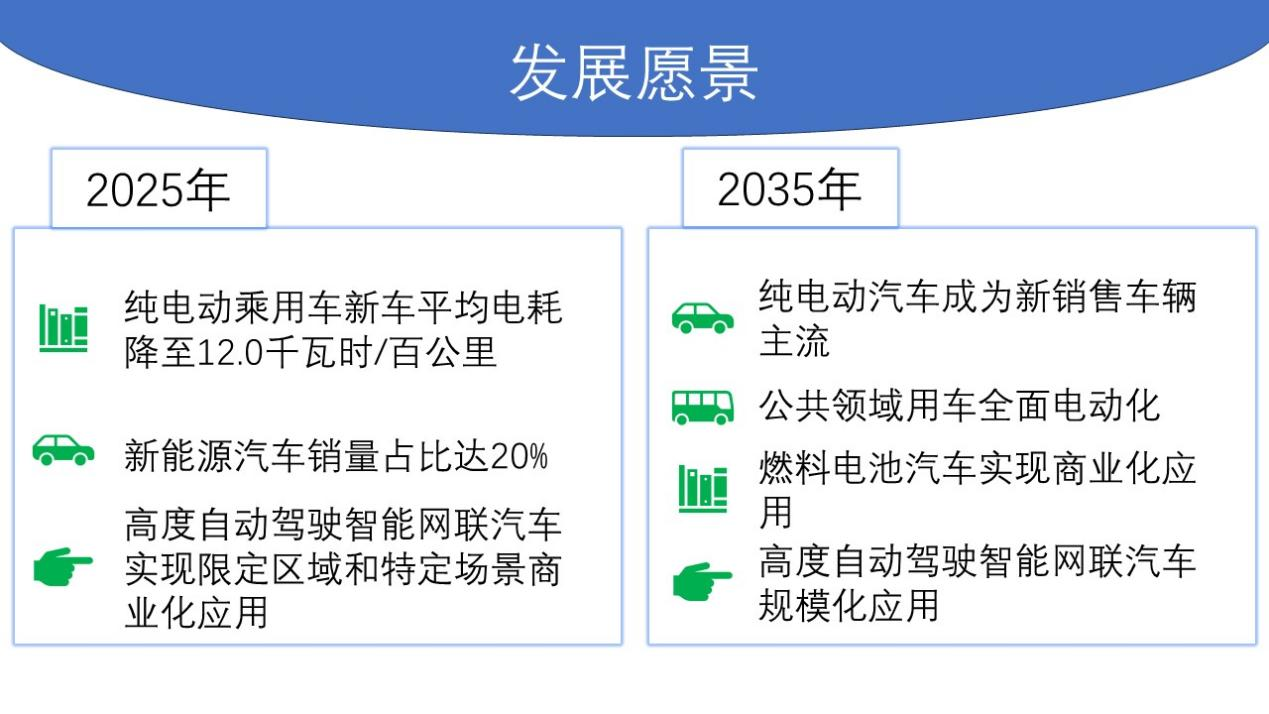 发展愿景
2025年
纯电动乘用车新车平均电耗
降至12.0千瓦时/百公里
新能源汽车销量占比达20%
高度自动驾驶智能网联汽车
实现限定区域和特定场景商
业化应用
2035年
纯电动汽车成为新销售车辆
主流
公共领域用车全面电动化
燃料电池汽车实现商业化应
用
高度自动驾驶智能网联汽车
规模化应用